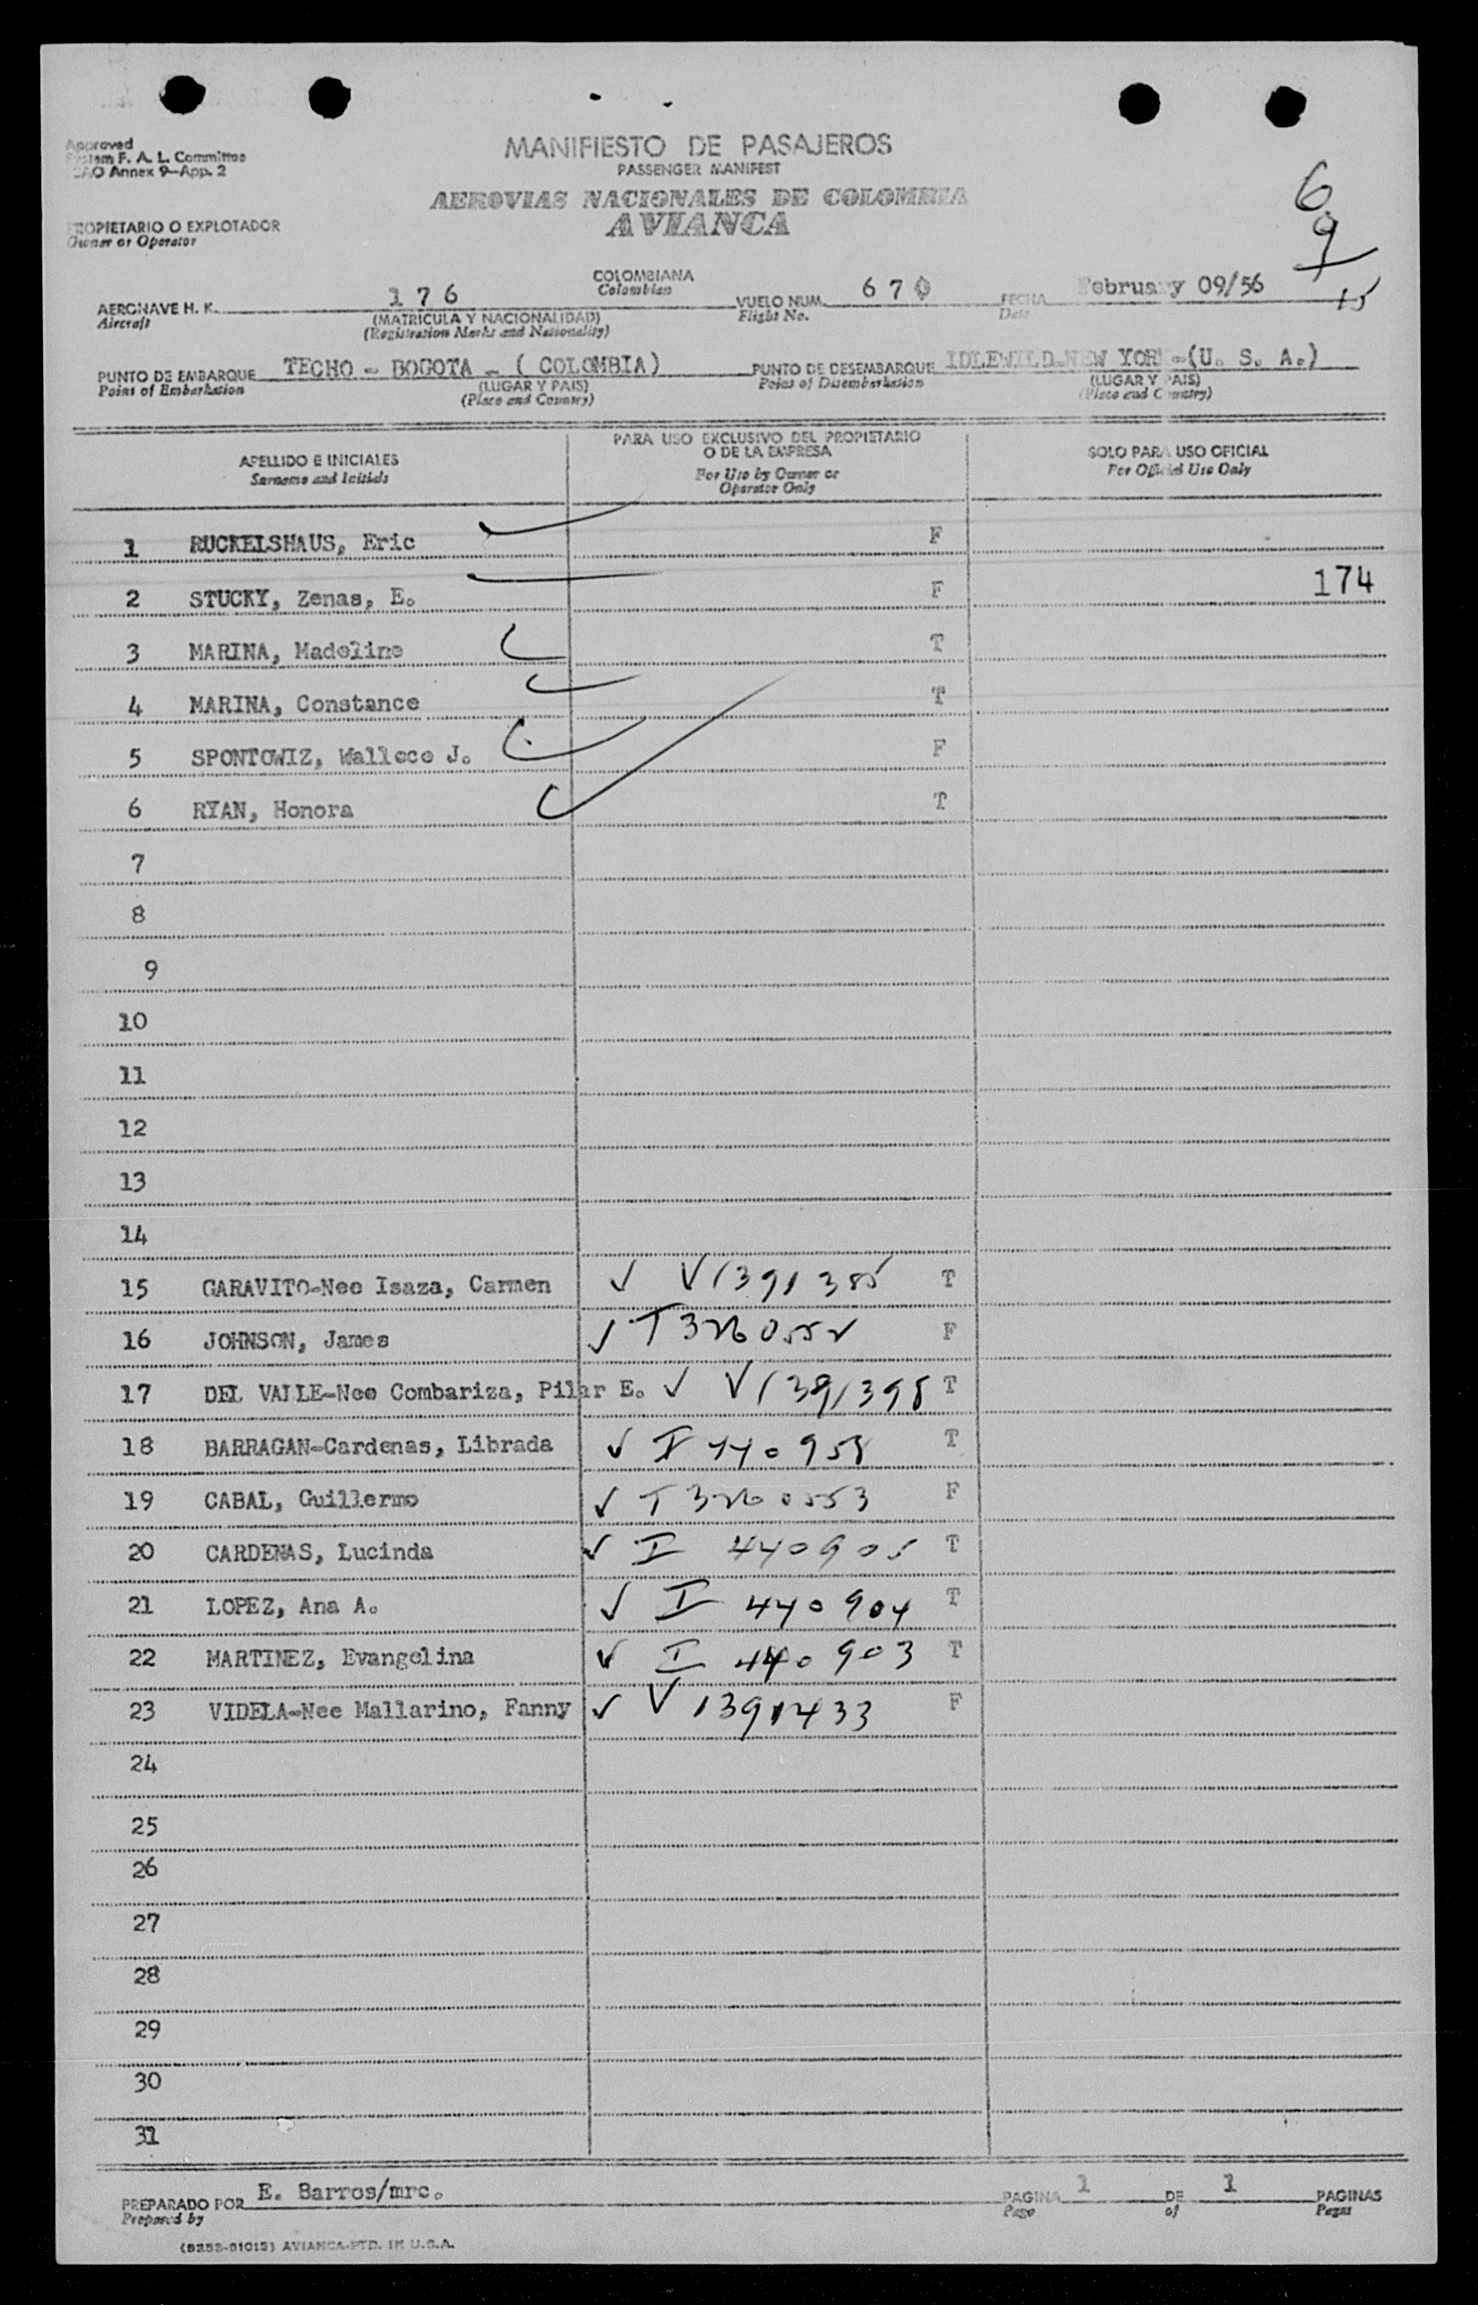 MANIFIESTO DE PASAJEROS
PASSENGER MANIFEST
AEROVIAS NACIONALES DE COLOMBIA
AVIANCA
Approved
System F. A. L. Committee
ICAO Annex 9-App. 2
PROPIETARIO O EXPLOTADOR
Owner or Operator
6
9
15
AERONAVE H. K. 176 COLOMBIANA VUELO NUM. 670 FECHA February 09/56
Aircraft Colombian Flight No. Date
(MATRICULA Y NACIONALIDAD)
(Registration Marks and Nationality)
PUNTO DE EMBARQUE TECHO - BOGOTA - ( COLOMBIA) PUNTO DE DESEMBARQUE IDLEWILD-NEW YORK-(U. S. A.)
Point of Embarkation (LUGAR Y PAIS) Point of Disembarkation (LUGAR Y PAIS)
(Place and Country) (Place and Country)
APELLIDO E INICIALES
Surname and Initials
PARA USO EXCLUSIVO DEL PROPIETARIO
O DE LA EMPRESA
For Use by Owner or
Operator Only
SOLO PARA USO OFICIAL
For Official Use Only
1 RUCKELSHAUS, Eric F
2 STUCKY, Zenas, E. F 174
3 MARINA, Madeline T
4 MARINA, Constance T
5 SPONTOWIZ, Wallece J. F
6 RYAN, Honora T
7
8
9
10
11
12
13
14
15 GARAVITO-Nee Isaza, Carmen ✓ V1391385 T
16 JOHNSON, James ✓ T3260552 F
17 DEL VALLE-Nee Combariza, Pilar E. ✓ V1391398 T
18 BARRAGAN-Cardenas, Librada ✓ I 440958 T
19 CABAL, Guillermo ✓ T3260553 F
20 CARDENAS, Lucinda ✓ I 440905 T
21 LOPEZ, Ana A. ✓ I 440904 T
22 MARTINEZ, Evangelina ✓ I 440903 T
23 VIDELA-Nee Mallarino, Fanny ✓ V1391433 F
24
25
26
27
28
29
30
31
PREPARADO POR E. Barros/mrc. PAGINA 1 DE 1 PAGINAS
Prepared by Page of Pages
(8253-01015) AVIANCA-PTD. IN U.S.A.